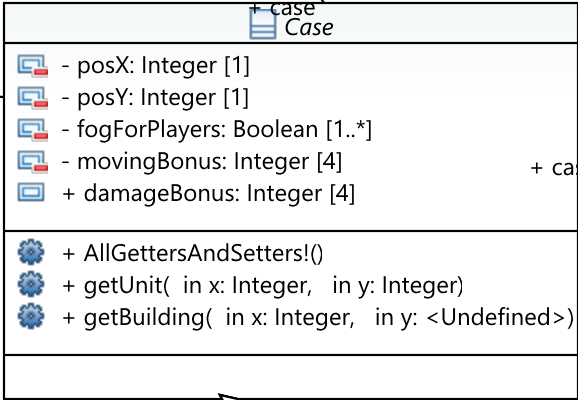 + case
Case
- posX: Integer [1]
- posY: Integer [1]
- fogForPlayers: Boolean [1..*]
- movingBonus: Integer [4]
+ cas
+ damageBonus: Integer [4]
+ AllGettersAndSetters!()
+ getUnit(  in x: Integer,   in y: Integer)
+ getBuilding(  in x: Integer,   in y: <Undefined>)